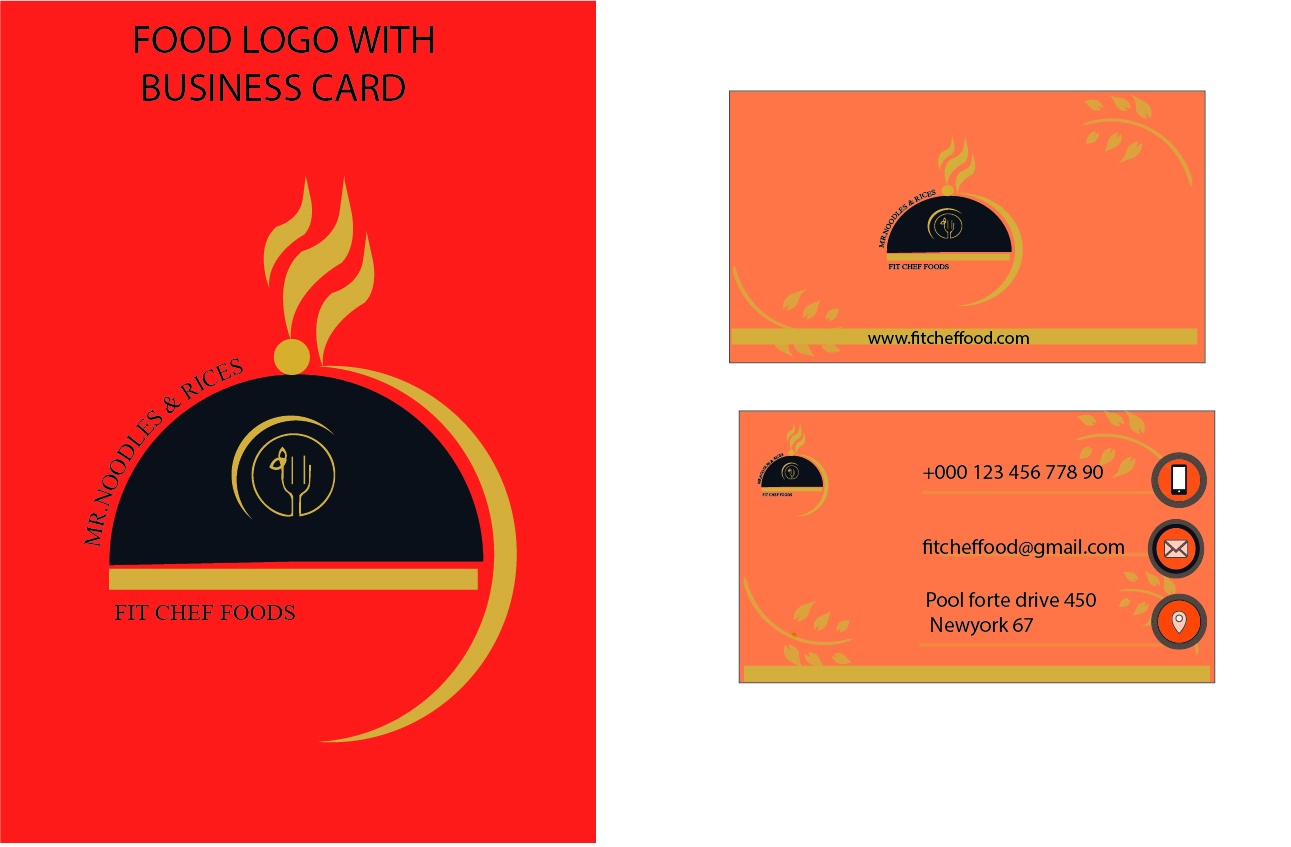 FOOD LOGO WITH
BUSINESS CARD
MR.NOODLES & RICES
FIT CHEF FOODS
MR.NOODLES & RICES
FIT CHEF FOODS
www.fitcheffood.com
MR.NOODLES & RICES
FIT CHEF FOODS
+000 123 456 778 90
fitcheffood@gmail.com
Pool forte drive 450
Newyork 67